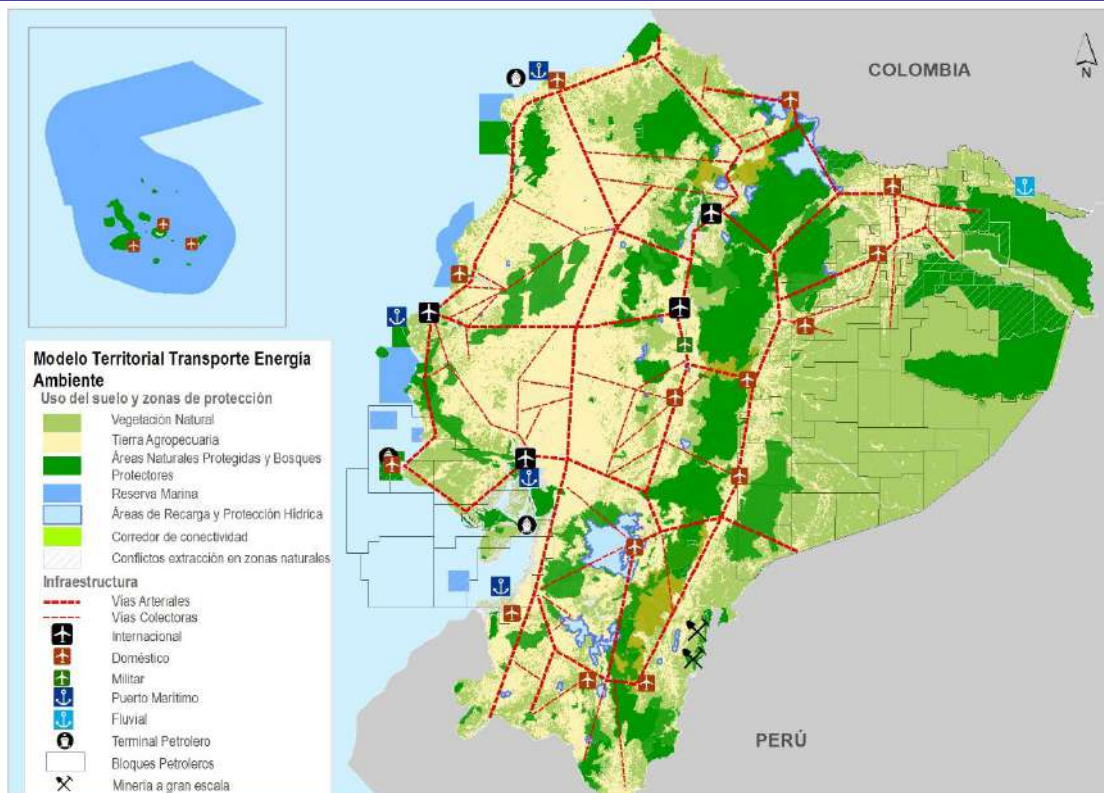 COLOMBIA
N
PERÚ
Modelo Territorial Transporte Energía
Ambiente
Uso del suelo y zonas de protección
Vegetación Natural
Tierra Agropecuaria
Áreas Naturales Protegidas y Bosques
Protectores
Reserva Marina
Áreas de Recarga y Protección Hídrica
Corredor de conectividad
Conflictos extracción en zonas naturales
Infraestructura
Vías Arteriales
Vías Colectoras
Internacional
Doméstico
Militar
Puerto Marítimo
Fluvial
Terminal Petrolero
Bloques Petroleros
Minería a gran escala